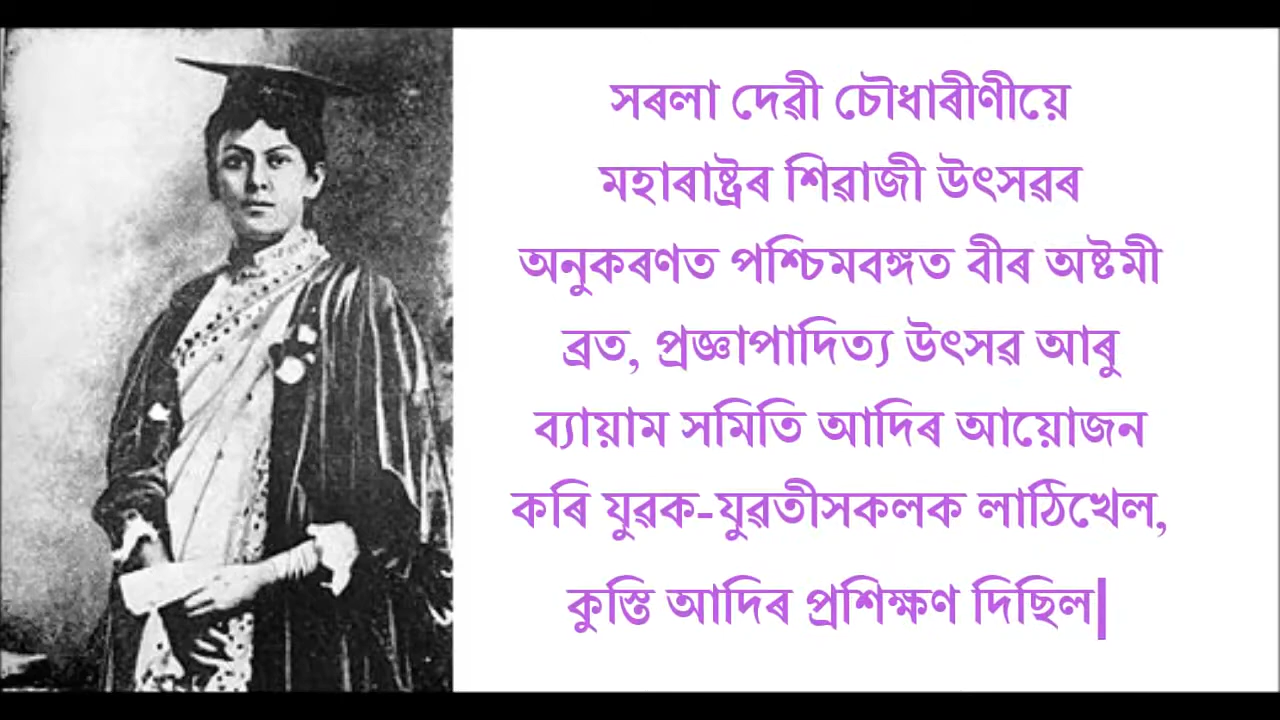 সৰলা দেৱী চৌধাৰীণীয়ে
মহাৰাষ্ট্ৰৰ শিৱাজী উৎসৱৰ
অনুকৰণত পশ্চিমবঙ্গত বীৰ অষ্টমী
ব্ৰত, প্ৰজ্ঞাপাদিত্য উৎসৱ আৰু
ব্যায়াম সমিতি আদিৰ আয়োজন
কৰি যুৱক-যুৱতীসকলক লাঠিখেল,
কুস্তি আদিৰ প্ৰশিক্ষণ দিছিল|